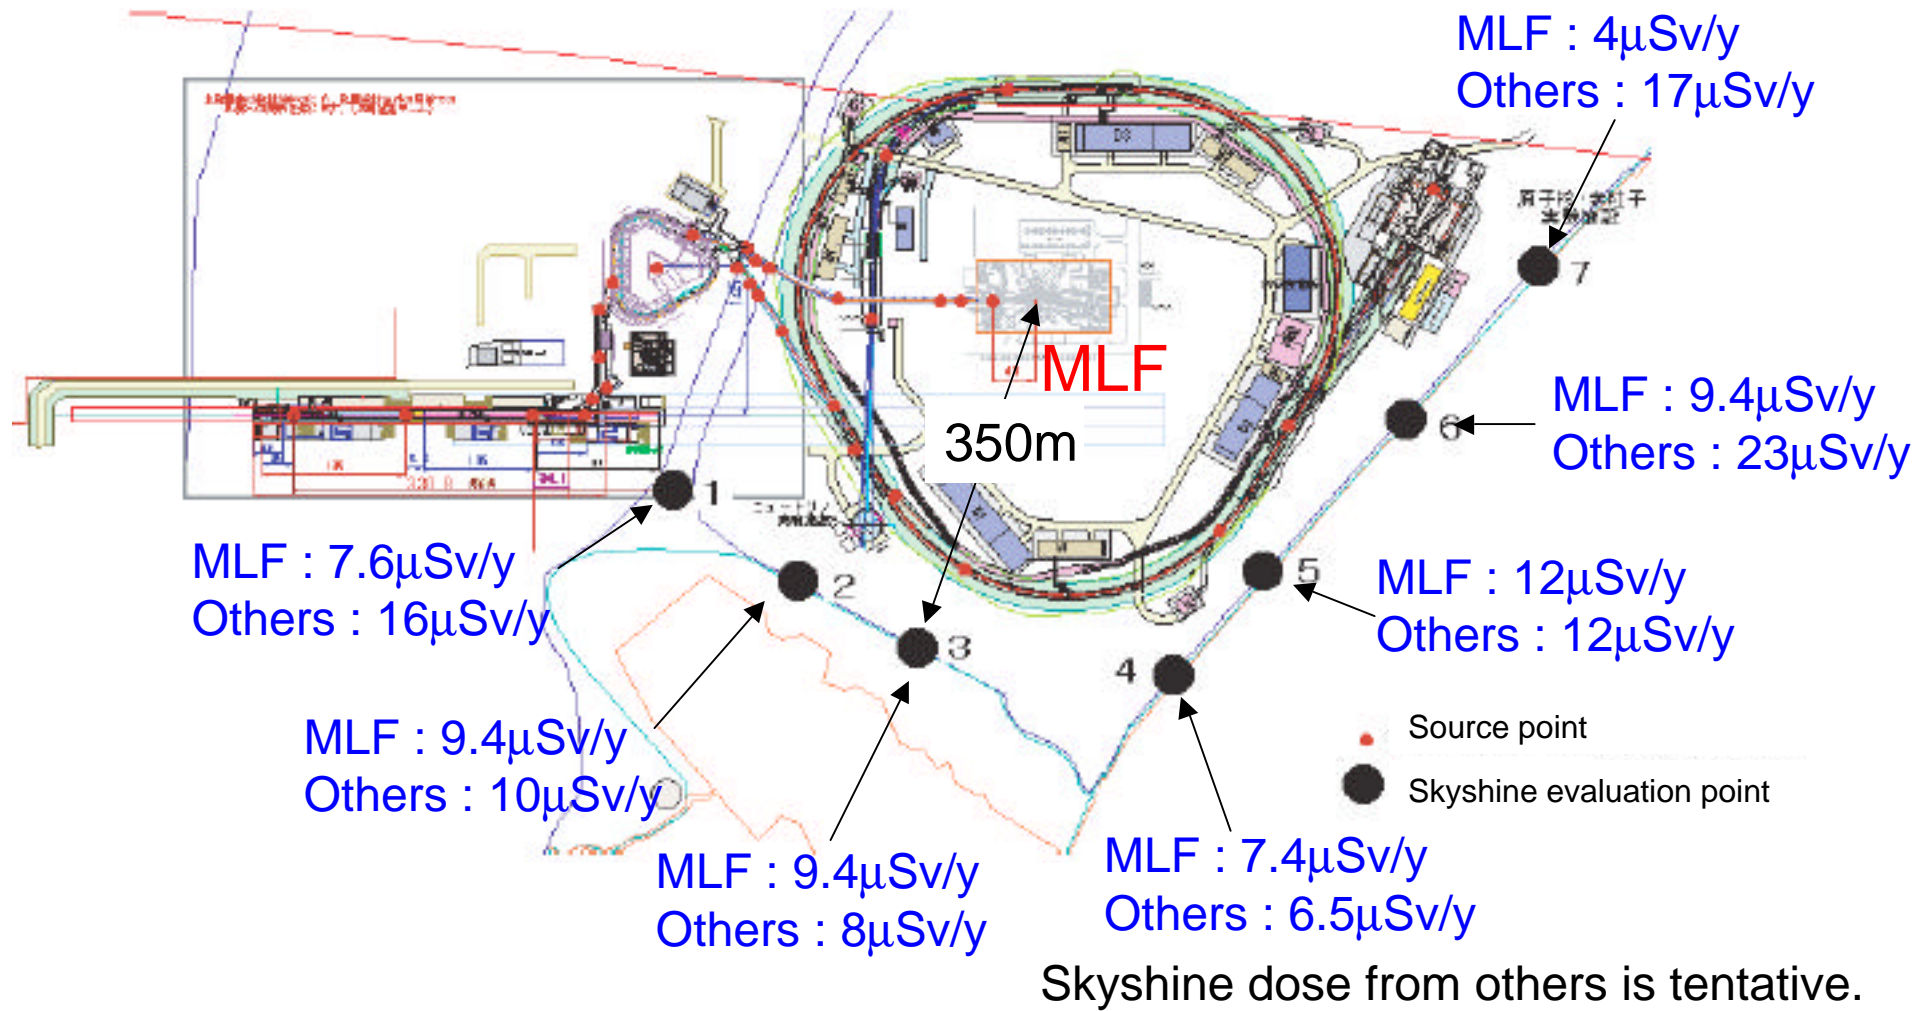 MLF : 4μSv/y
Others : 17μSv/y
D3
7
MLF
350m
6
MLF : 9.4μSv/y
Others : 23μSv/y
1
MLF : 7.6μSv/y
Others : 16μSv/y
2
3
5
MLF : 12μSv/y
Others : 12μSv/y
4
Source point
Skyshine evaluation point
MLF : 9.4μSv/y
Others : 10μSv/y
MLF : 9.4μSv/y
Others : 8μSv/y
MLF : 7.4μSv/y
Others : 6.5μSv/y
Skyshine dose from others is tentative.